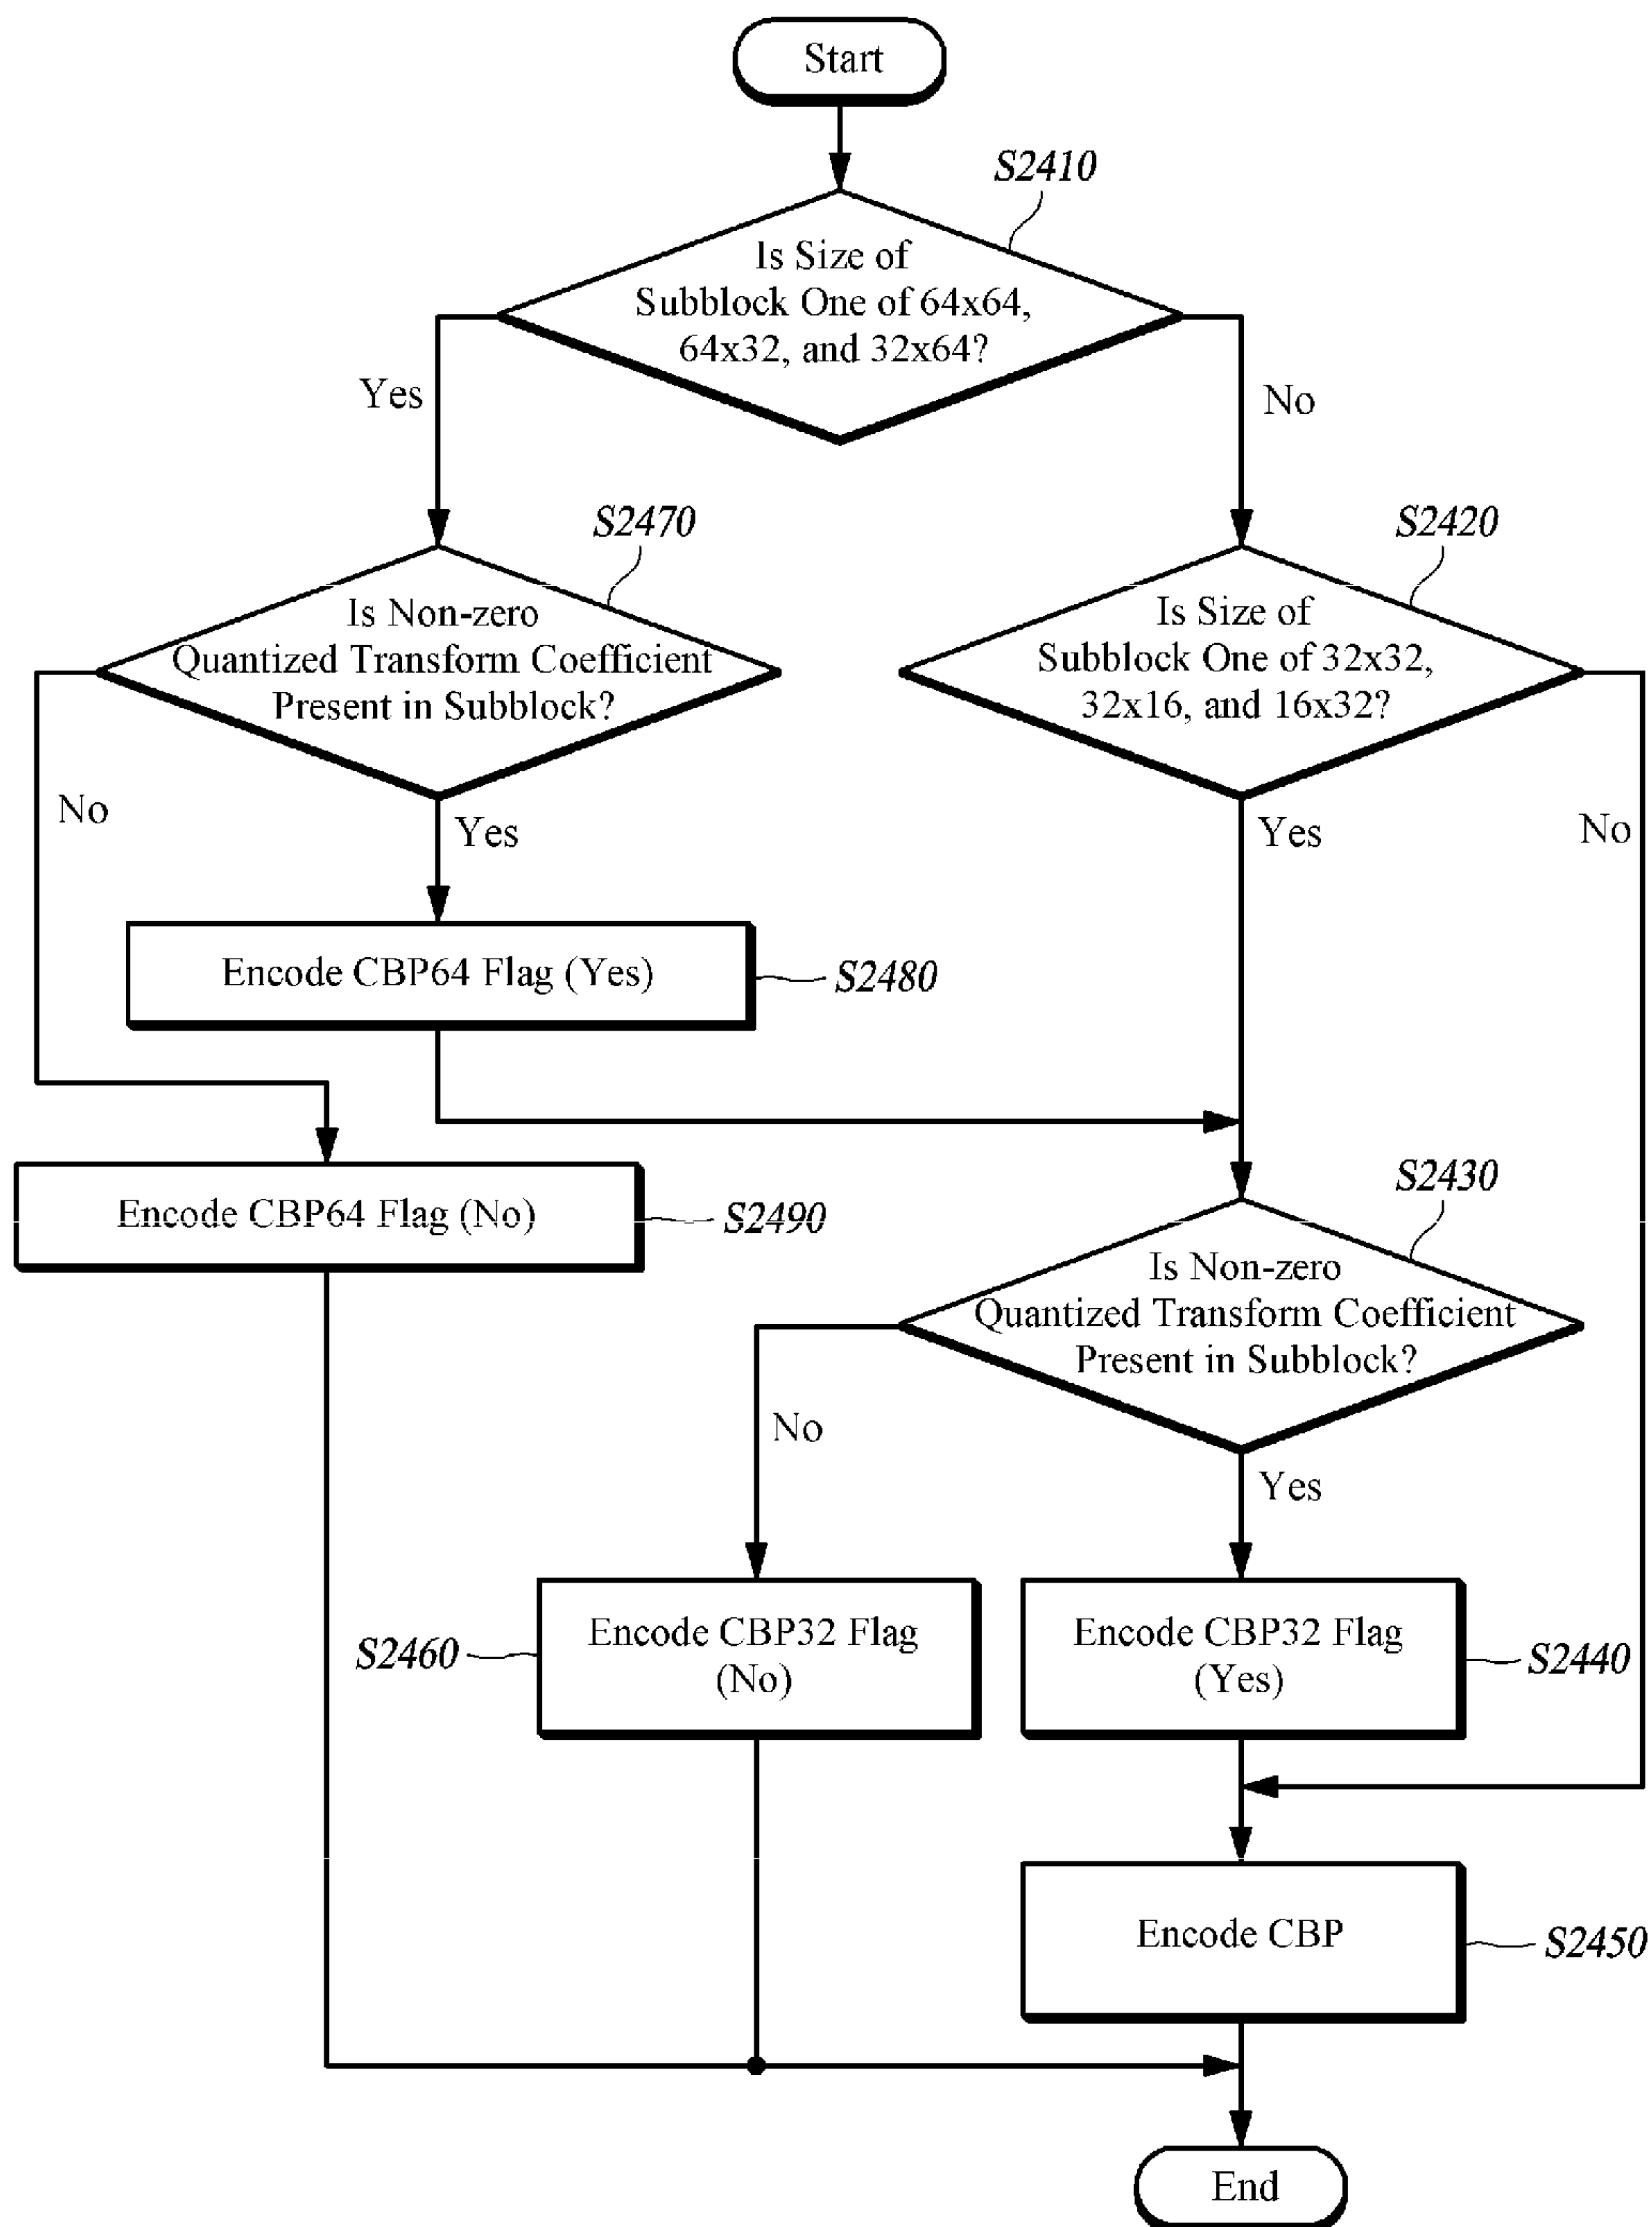 Start
S2410
Is Size of
Subblock One of 64x64,
64x32, and 32x64?
Yes
No
S2470
S2420
Is Non-zero
Quantized Transform Coefficient
Present in Subblock?
Is Size of
Subblock One of 32x32,
32x16, and 16x32?
No
Yes
Yes
No
Encode CBP64 Flag (Yes)
S2480
Encode CBP64 Flag (No)
S2490
S2430
Is Non-zero
Quantized Transform Coefficient
Present in Subblock?
No
Yes
S2460
Encode CBP32 Flag
(No)
Encode CBP32 Flag
(Yes)
S2440
Encode CBP
S2450
End